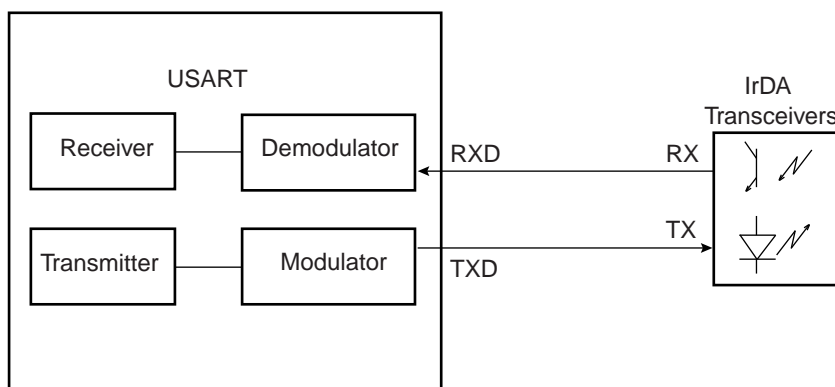 USART
IrDA
Transceivers
Receiver
Demodulator
RXD
RX
Transmitter
Modulator
TXD
TX